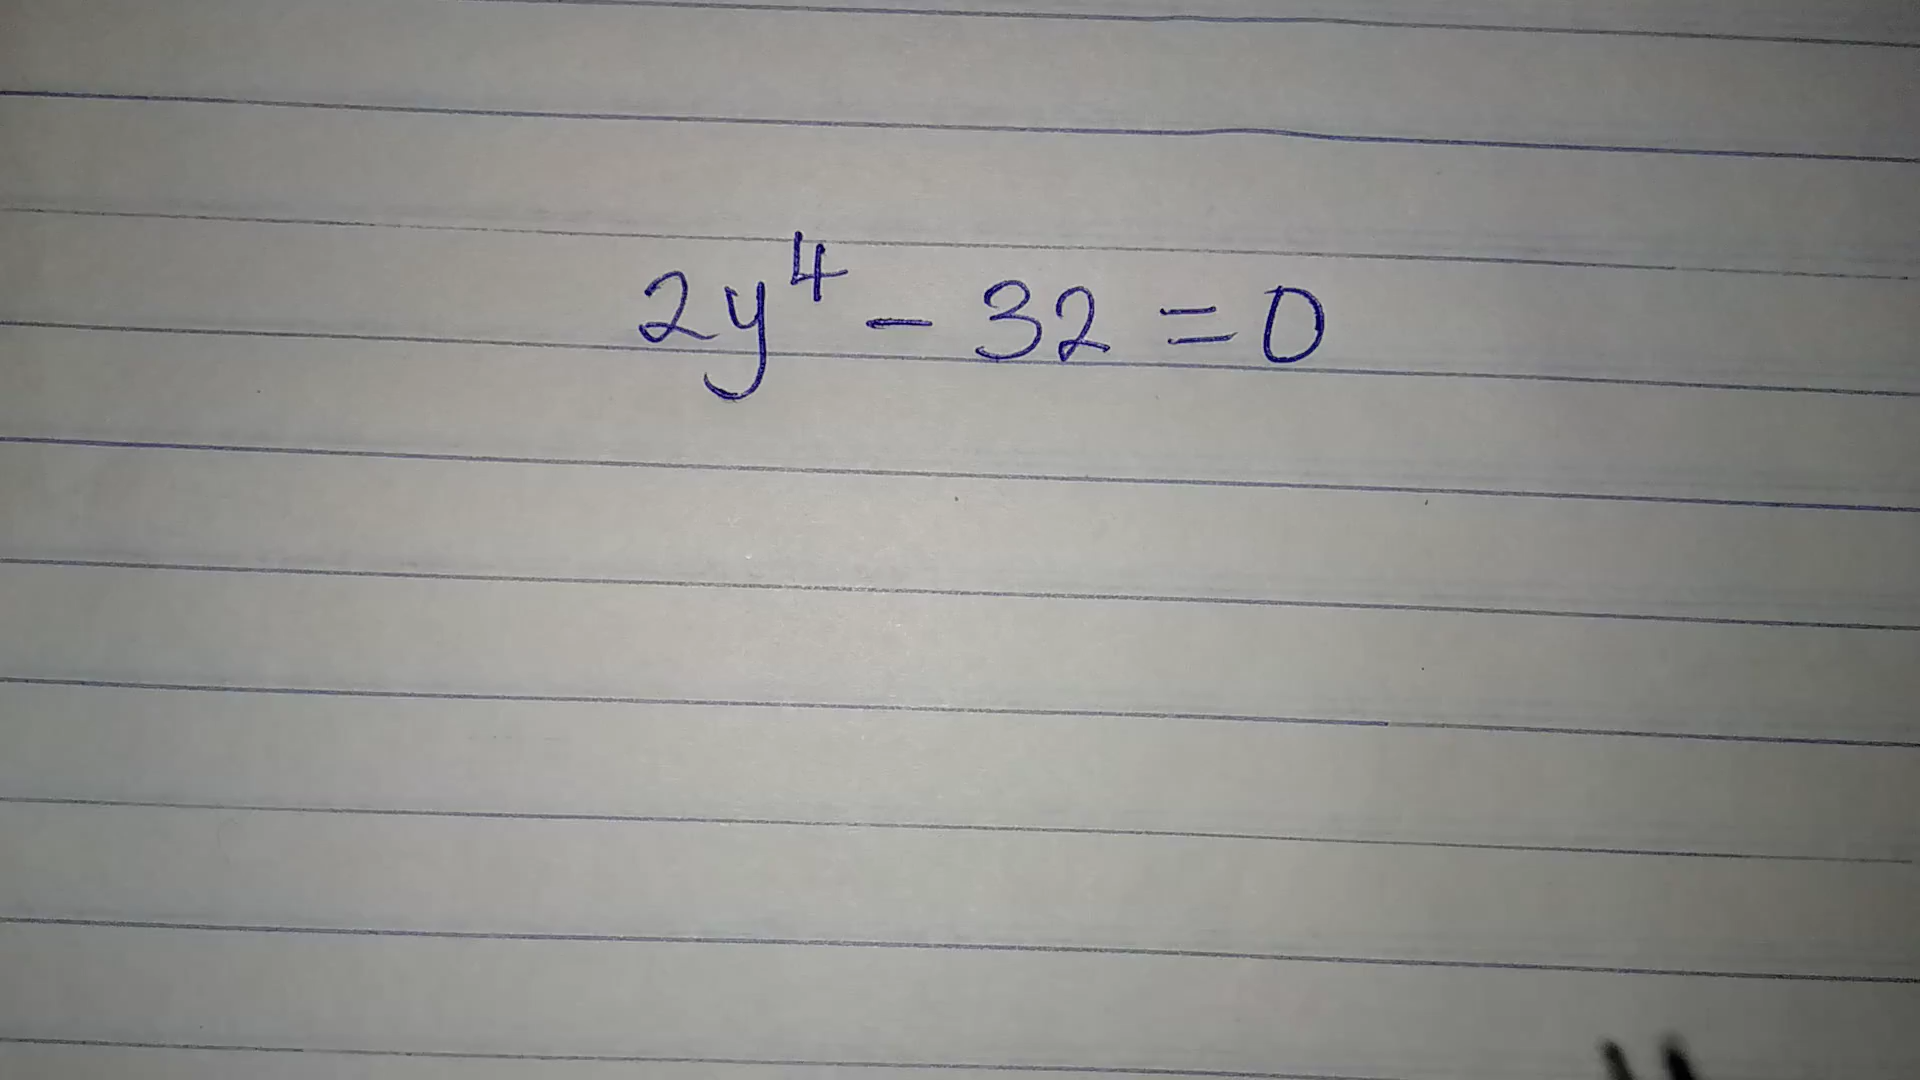 2y⁴ - 32 = 0